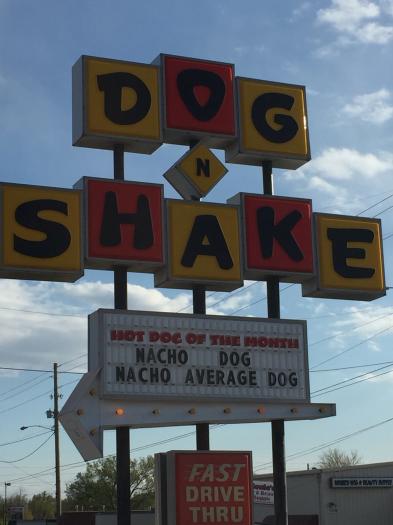 DOG
N
SHAKE
HOT DOG OF THE MONTH
NACHO DOG
NACHO AVERAGE DOG
FAST
DRIVE
THRU